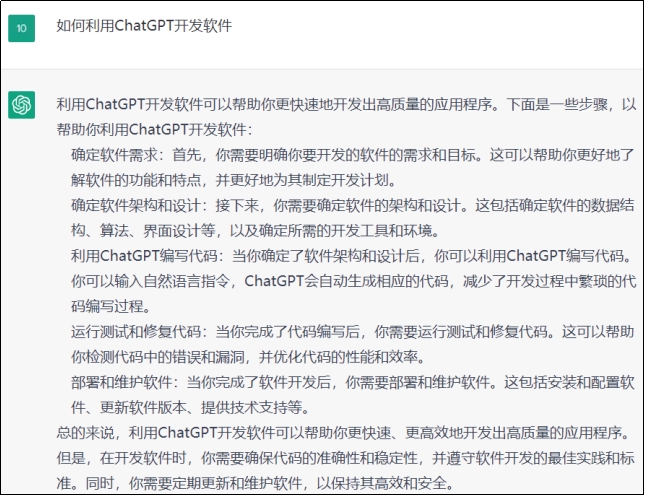 10
如何利用ChatGPT开发软件
利用ChatGPT开发软件可以帮助你更快速地开发出高质量的应用程序。下面是一些步骤，以
帮助你利用ChatGPT开发软件：
确定软件需求：首先，你需要明确你要开发的软件的需求和目标。这可以帮助你更好地了
解软件的功能和特点，并更好地为其制定开发计划。
确定软件架构和设计：接下来，你需要确定软件的架构和设计。这包括确定软件的数据结
构、算法、界面设计等，以及确定所需的开发工具和环境。
利用ChatGPT编写代码：当你确定了软件架构和设计后，你可以利用ChatGPT编写代码。
你可以输入自然语言指令，ChatGPT会自动生成相应的代码，减少了开发过程中繁琐的代
码编写过程。
运行测试和修复代码：当你完成了代码编写后，你需要运行测试和修复代码。这可以帮助
你检测代码中的错误和漏洞，并优化代码的性能和效率。
部署和维护软件：当你完成了软件开发后，你需要部署和维护软件。这包括安装和配置软
件、更新软件版本、提供技术支持等。
总的来说，利用ChatGPT开发软件可以帮助你更快速、更高效地开发出高质量的应用程序。
但是，在开发软件时，你需要确保代码的准确性和稳定性，并遵守软件开发的最佳实践和标
准。同时，你需要定期更新和维护软件，以保持其高效和安全。